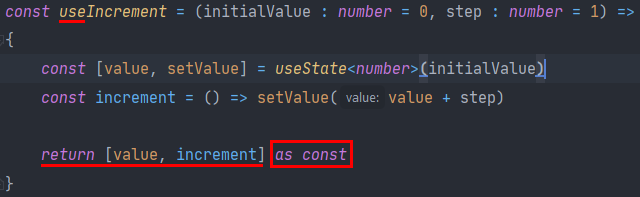 const useIncrement = (initialValue : number = 0, step : number = 1) =>
{
const [value, setValue] = useState<number>(initialValue)
const increment = () => setValue( value: value + step)
return [value, increment] as const
}